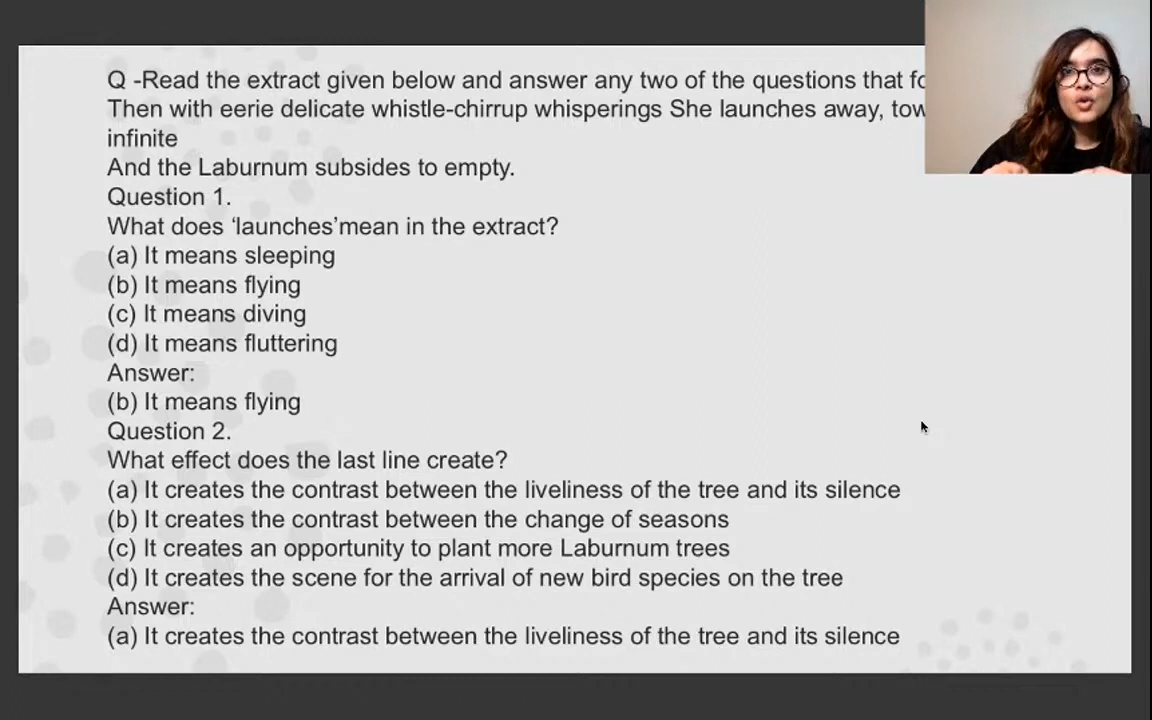 Q -Read the extract given below and answer any two of the questions that
Then with eerie delicate whistle-chirrup whisperings She launches away,
infinite
And the Laburnum subsides to empty.
Question 1.
What does ‘launches’mean in the extract?
(a) It means sleeping
(b) It means flying
(c) It means diving
(d) It means fluttering
Answer:
(b) It means flying
Question 2.
What effect does the last line create?
(a) It creates the contrast between the liveliness of the tree and its silence
(b) It creates the contrast between the change of seasons
(c) It creates an opportunity to plant more Laburnum trees
(d) It creates the scene for the arrival of new bird species on the tree
Answer:
(a) It creates the contrast between the liveliness of the tree and its silence